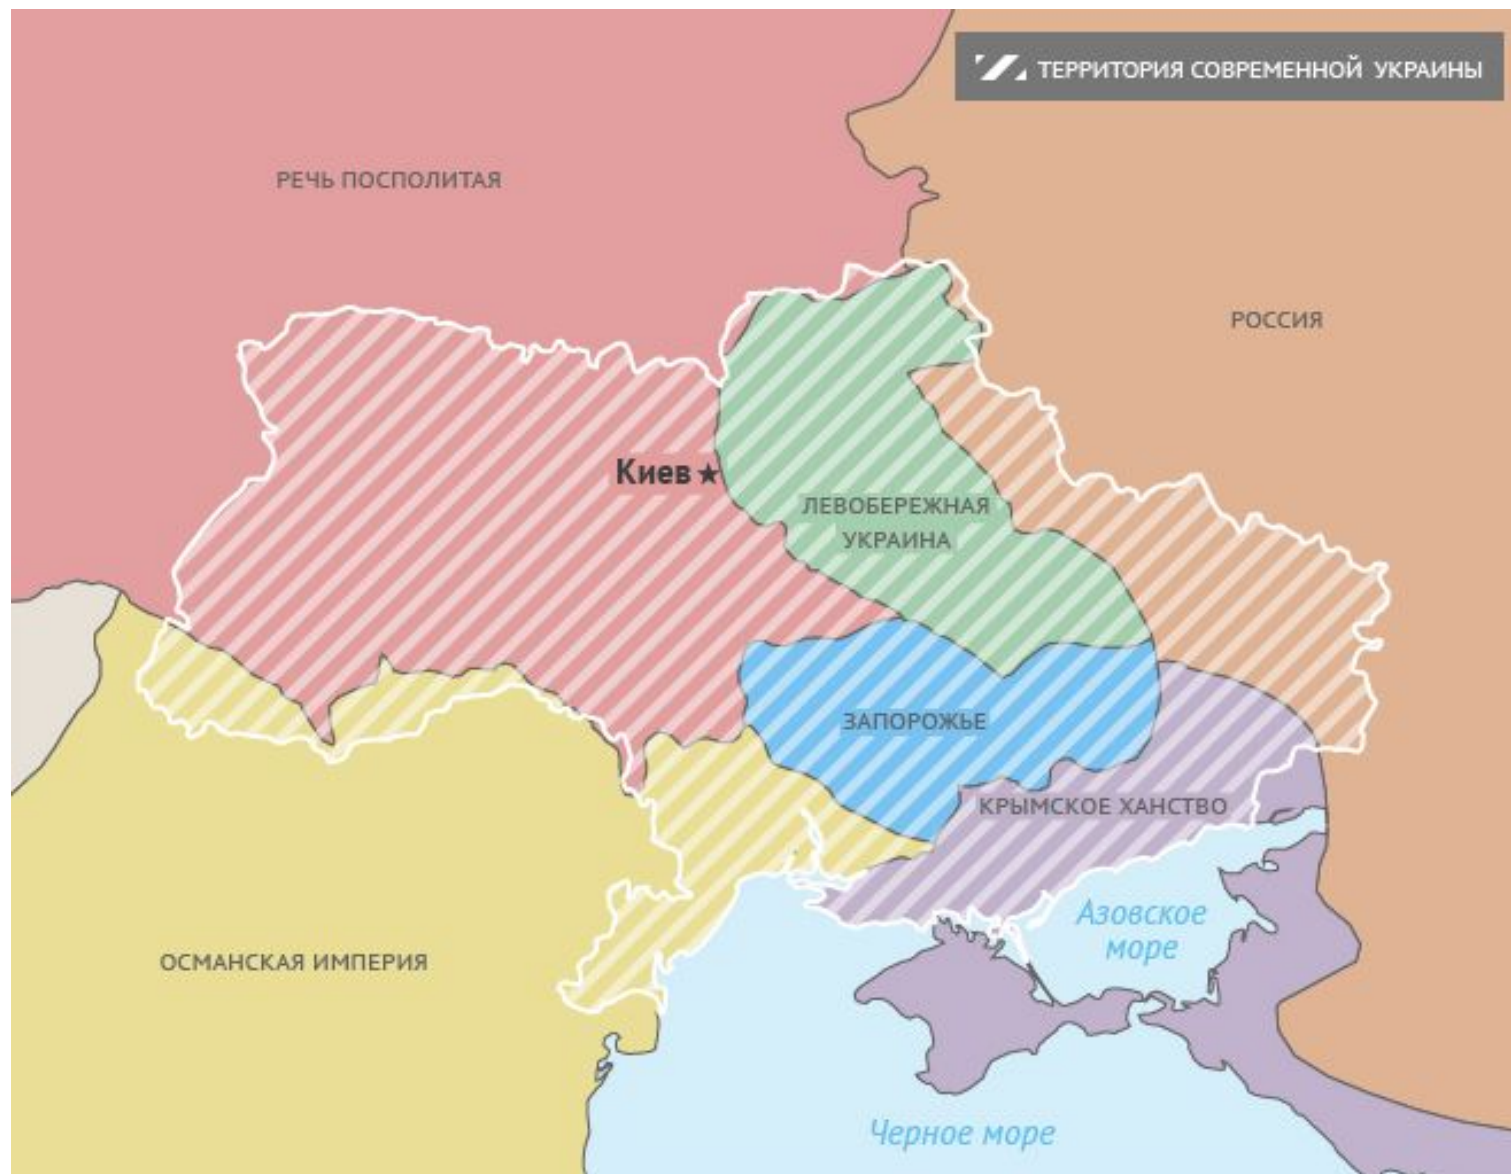 ТЕРРИТОРИЯ СОВРЕМЕННОЙ УКРАИНЫ
РЕЧЬ ПОСПОЛИТАЯ
РОССИЯ
Киев
ЛЕВОБЕРЕЖНАЯ
УКРАИНА
ЗАПОРОЖЬЕ
КРЫМСКОЕ ХАНСТВО
Азовское
море
ОСМАНСКАЯ ИМПЕРИЯ
Черное море